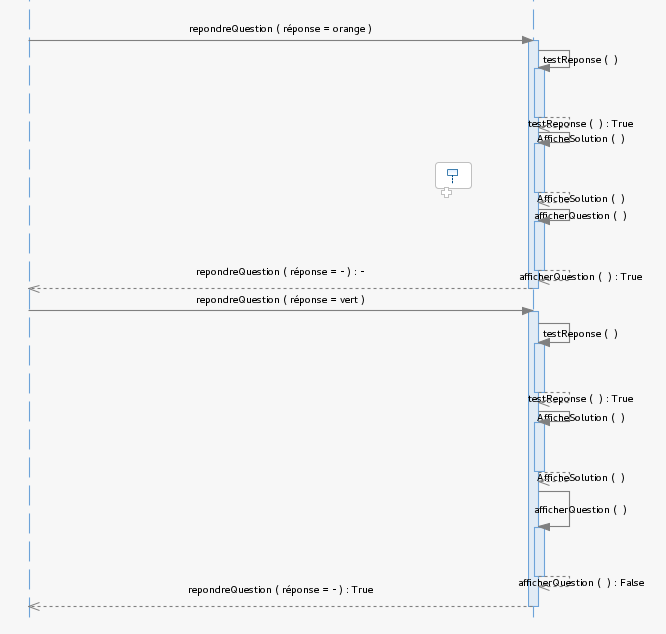 repondreQuestion ( réponse = orange )
testReponse ( )
testReponse ( ) : True
AfficheSolution ( )
AfficheSolution ( )
afficherQuestion ( )
repondreQuestion ( réponse = - ) : -
afficherQuestion ( ) : True
repondreQuestion ( réponse = vert )
testReponse ( )
testReponse ( ) : True
AfficheSolution ( )
AfficheSolution ( )
afficherQuestion ( )
afficherQuestion ( ) : False
repondreQuestion ( réponse = - ) : True